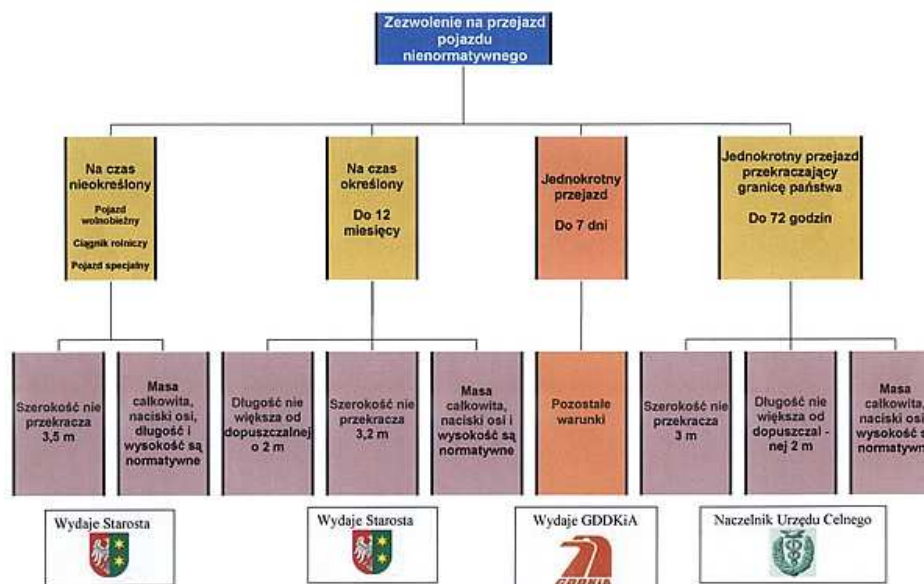 Zezwolenie na przejazd
pojazdu
nienormatywnego
Na czas
nieokreślony
Pojazd
wolnobieżny
Ciągnik rolniczy
Pojazd specjalny
Na czas
określony
Do 12
miesięcy
Jednokrotny
przejazd
Do 7 dni
Jednokrotny przejazd
przekraczający
granicę państwa
Do 72 godzin
Szerokość nie
przekracza
3,5 m
Masa
całkowita,
naciski osi,
długość i
wysokość są
normatywne
Długość nie
większa od
dopuszczalnej
o 2 m
Szerokość nie
przekracza
3,2 m
Masa
całkowita,
naciski osi i
wysokość są
normatywne
Pozostałe
warunki
Szerokość nie
przekracza
3 m
Długość nie
większa od
dopuszczal -
nej 2 m
Masa
całkowita,
naciski osi i
wysokość są
normatywne
Wydaje Starosta
Wydaje Starosta
Wydaje GDDKiA
GDDKiA
Naczelnik Urzędu Celnego